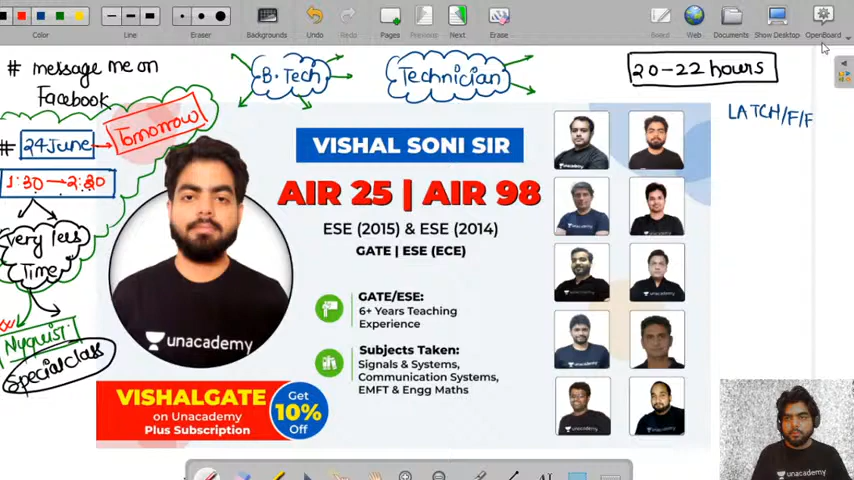 Color
Line
Eraser
Backgrounds
Undo
Redo
Pages
Previous
Next
Erase
Board
Web
Documents
Show Desktop
OpenBoard
# message me on
Facebook
# 24 June → Tomorrow
1:30 → 2:30
very less
Time
Nyquist
Special class
B.Tech
Technician
20-22 hours
LATCH/F/F
VISHAL SONI SIR
AIR 25 | AIR 98
ESE (2015) & ESE (2014)
GATE | ESE (ECE)
GATE/ESE:
6+ Years Teaching
Experience
Subjects Taken:
Signals & Systems,
Communication Systems,
EMFT & Engg Maths
unacademy
VISHALGATE
on Unacademy
Plus Subscription
Get
10%
Off
unacademy